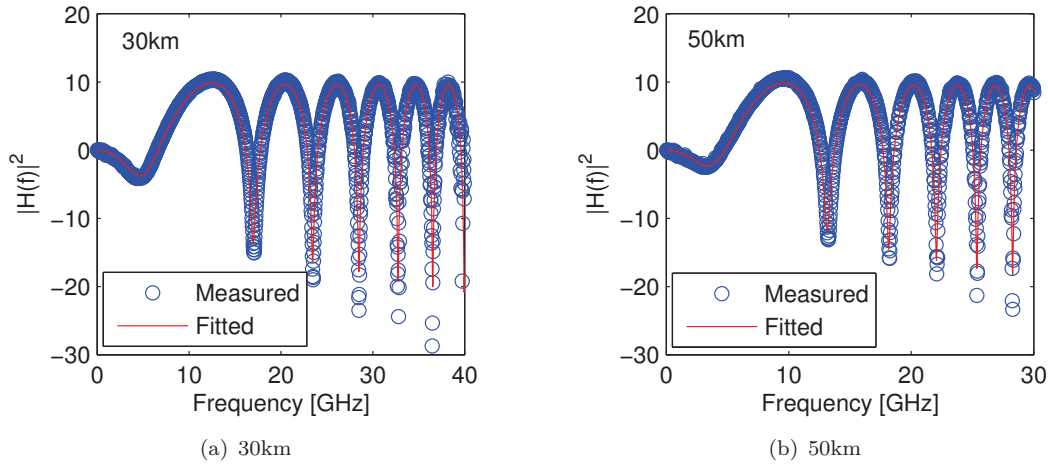 20
10
0
−10
−20
−30
30km
|H(f)|²
Measured
Fitted
0 10 20 30 40
Frequency [GHz]
(a) 30km
20
10
0
−10
−20
−30
50km
|H(f)|²
Measured
Fitted
0 10 20 30
Frequency [GHz]
(b) 50km